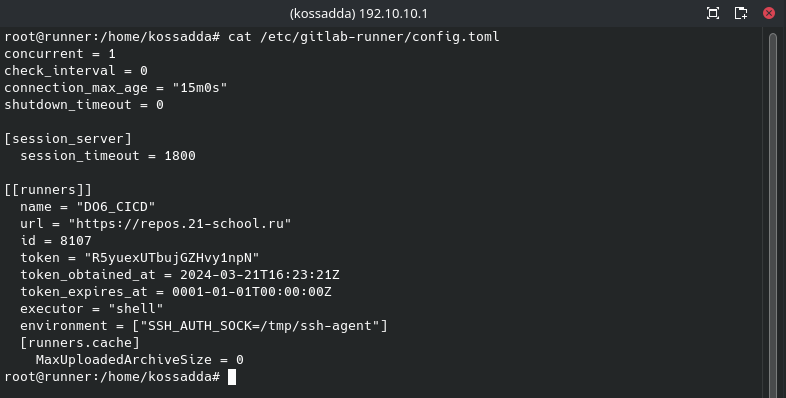 (kossadda) 192.10.10.1
root@runner:/home/kossadda# cat /etc/gitlab-runner/config.toml
concurrent = 1
check_interval = 0
connection_max_age = "15m0s"
shutdown_timeout = 0

[session_server]
  session_timeout = 1800

[[runners]]
  name = "DO6_CICD"
  url = "https://repos.21-school.ru"
  id = 8107
  token = "R5yuexUTbujGZHvy1npN"
  token_obtained_at = 2024-03-21T16:23:21Z
  token_expires_at = 0001-01-01T00:00:00Z
  executor = "shell"
  environment = ["SSH_AUTH_SOCK=/tmp/ssh-agent"]
  [runners.cache]
    MaxUploadedArchiveSize = 0
root@runner:/home/kossadda#